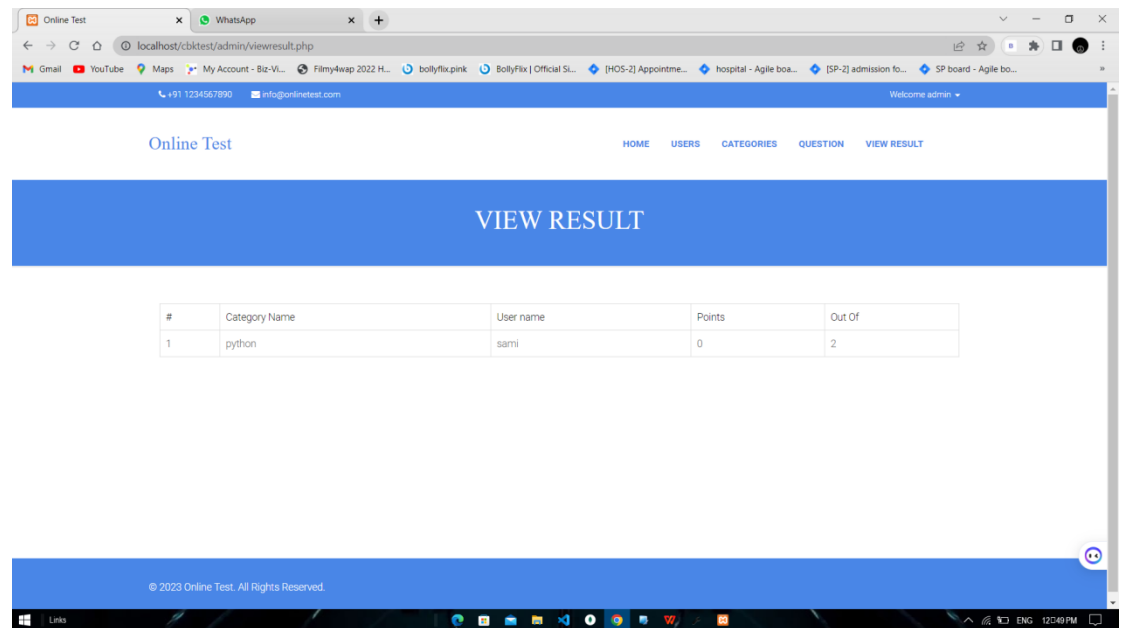 Online Test
WhatsApp
localhost/cbktest/admin/viewresult.php
Gmail YouTube Maps My Account - Biz-Vi... Filmy4wap 2022 H... bollyflix.pink BollyFlix | Official Si... [HOS-2] Appointme... hospital - Agile boa... [SP-2] admission fo... SP board - Agile bo... »
+91 1234567890 info@onlinetest.com Welcome admin
Online Test HOME USERS CATEGORIES QUESTION VIEW RESULT
VIEW RESULT
# Category Name User name Points Out Of
1 python sami 0 2
© 2023 Online Test. All Rights Reserved.
Links ENG 12□49 PM